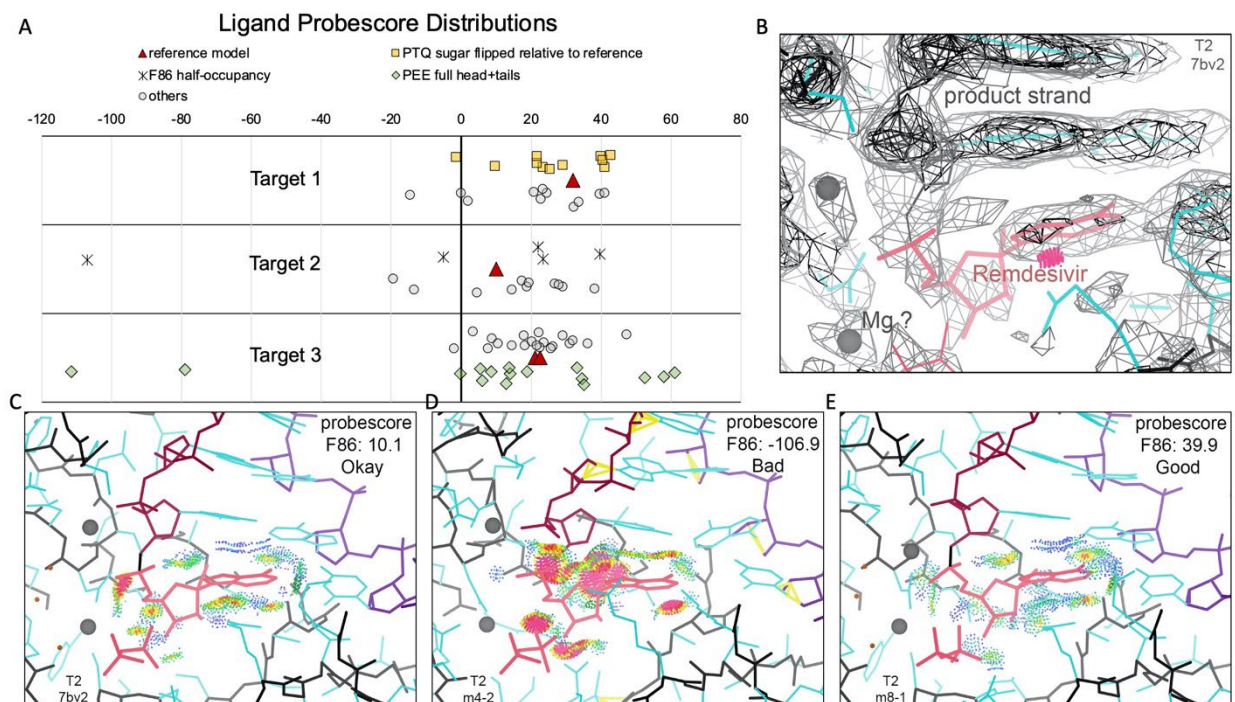 A
Ligand Probescore Distributions
reference model
PTQ sugar flipped relative to reference
F86 half-occupancy
PEE full head+tails
others
-120 -100 -80 -60 -40 -20 0 20 40 60 80
Target 1
Target 2
Target 3
B
T2
7bv2
product strand
Remdesivir
Mg ?
C
probescore
F86: 10.1
Okay
T2
7bv2
D
probescore
F86: -106.9
Bad
T2
m4-2
E
probescore
F86: 39.9
Good
T2
m8-1